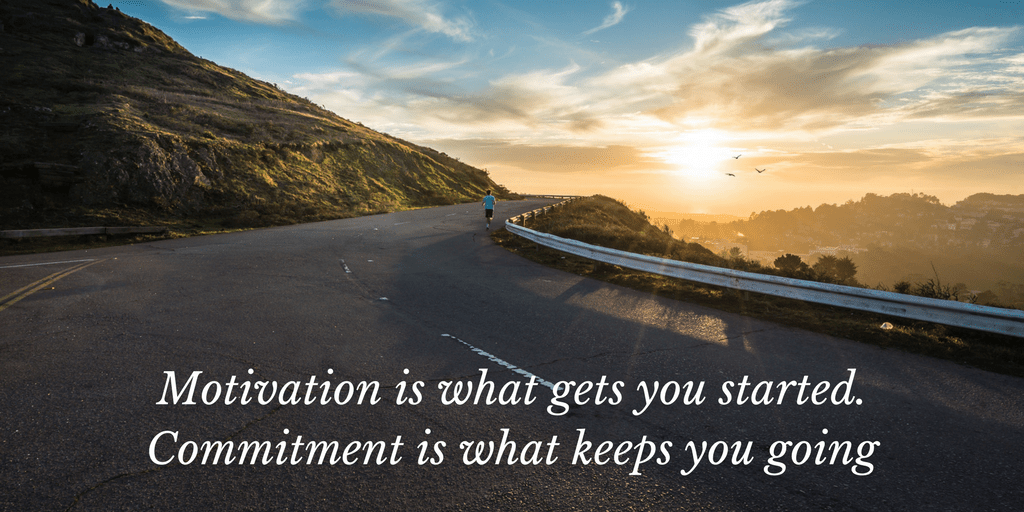 Motivation is what gets you started.
Commitment is what keeps you going